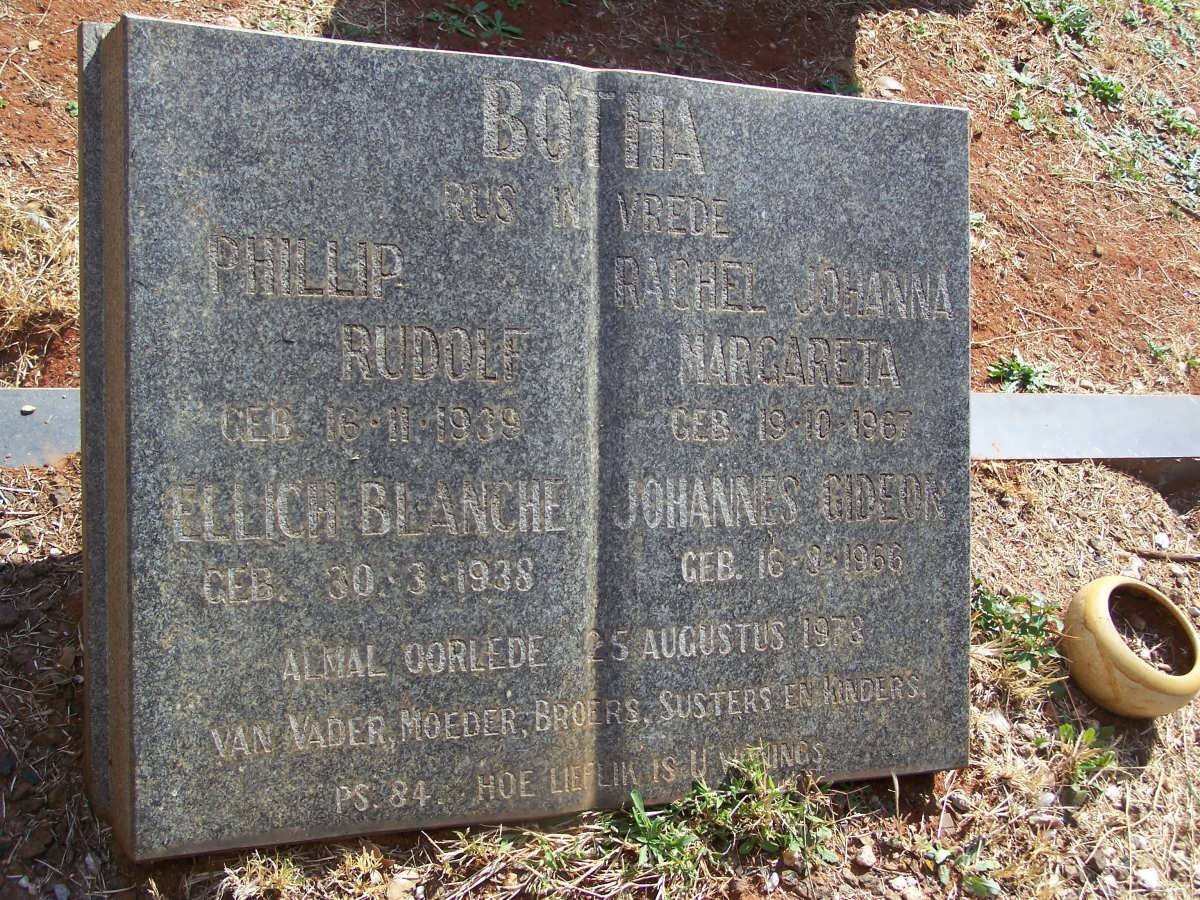 BOTHA
RUS IN VREDE
PHILLIP
RUDOLF
GEB. 16·11·1939
ELLICH BLANCHE
GEB. 30·3·1938
RACHEL JOHANNA
MARGARETA
GEB. 19·10·1967
JOHANNES GIDEON
GEB. 16·8·1966
ALMAL OORLEDE 25 AUGUSTUS 1978
VAN VADER, MOEDER, BROERS, SUSTERS EN KINDERS.
PS. 84. HOE LIEFLIK IS U WONINGS